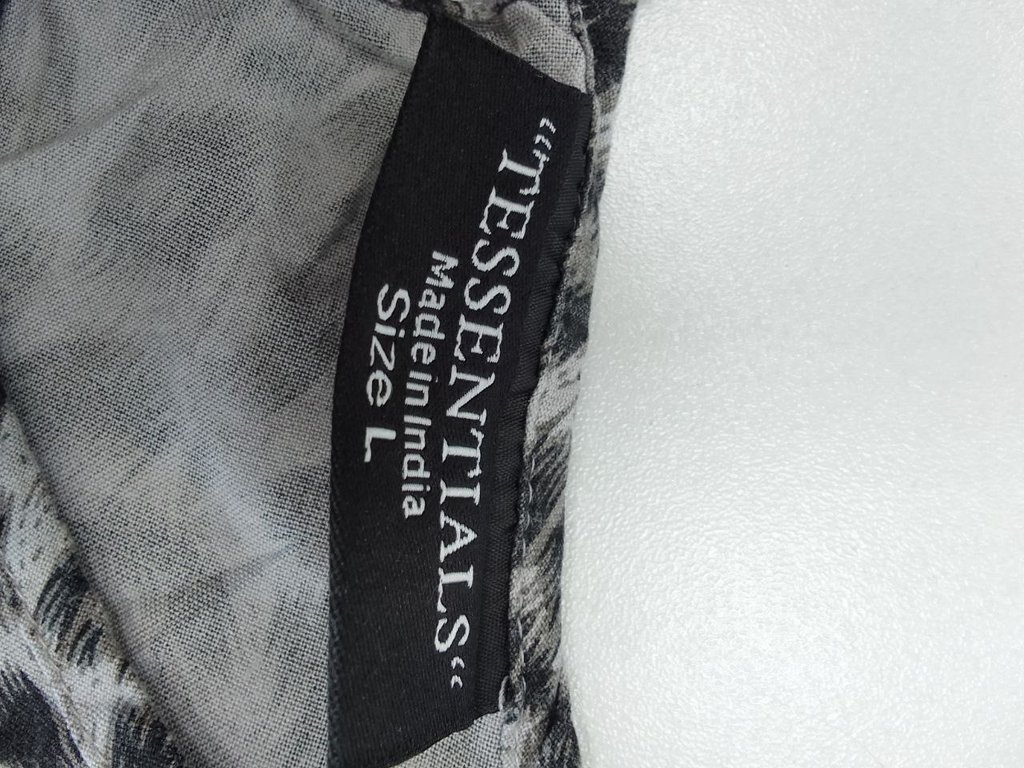 “TESSENTIALS“
Made in India
Size L